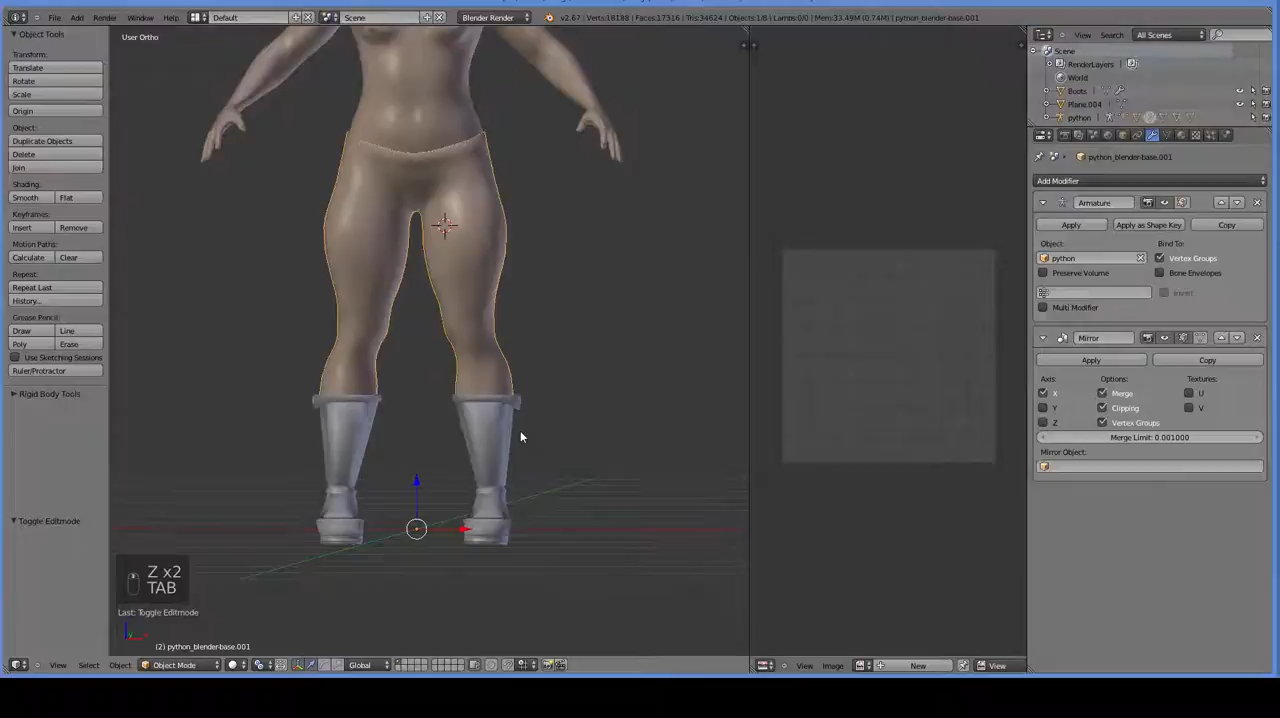 File Add Render Window Help Default Scene Blender Render v2.67 | Verts:18188 | Faces:17316 | Tris:34624 | Objects:1/8 | Lamps:0/0 | Mem:33.49M (0.74M) | python_blender-base.001
Object Tools
Transform:
Translate
Rotate
Scale
Origin
Object:
Duplicate Objects
Delete
Join
Shading:
Smooth Flat
Keyframes:
Insert Remove
Motion Paths:
Calculate Clear
Repeat:
Repeat Last
History...
Grease Pencil:
Draw Line
Poly Erase
Use Sketching Sessions
Ruler/Protractor
Rigid Body Tools
Toggle Editmode
User Ortho
Z x2
TAB
Last: Toggle Editmode
(2) python_blender-base.001
View Select Object Object Mode Global
View Image New View
View Search All Scenes
Scene
RenderLayers
World
Boots
Plane.004
python
python_blender-base.001
Add Modifier
Armature
Apply Apply as Shape Key Copy
Object: Bind To:
python Vertex Groups
Preserve Volume Bone Envelopes
Invert
Multi Modifier
Mirror
Apply Copy
Axis: Options: Textures:
X Merge U
Y Clipping V
Z Vertex Groups
Merge Limit: 0.001000
Mirror Object: